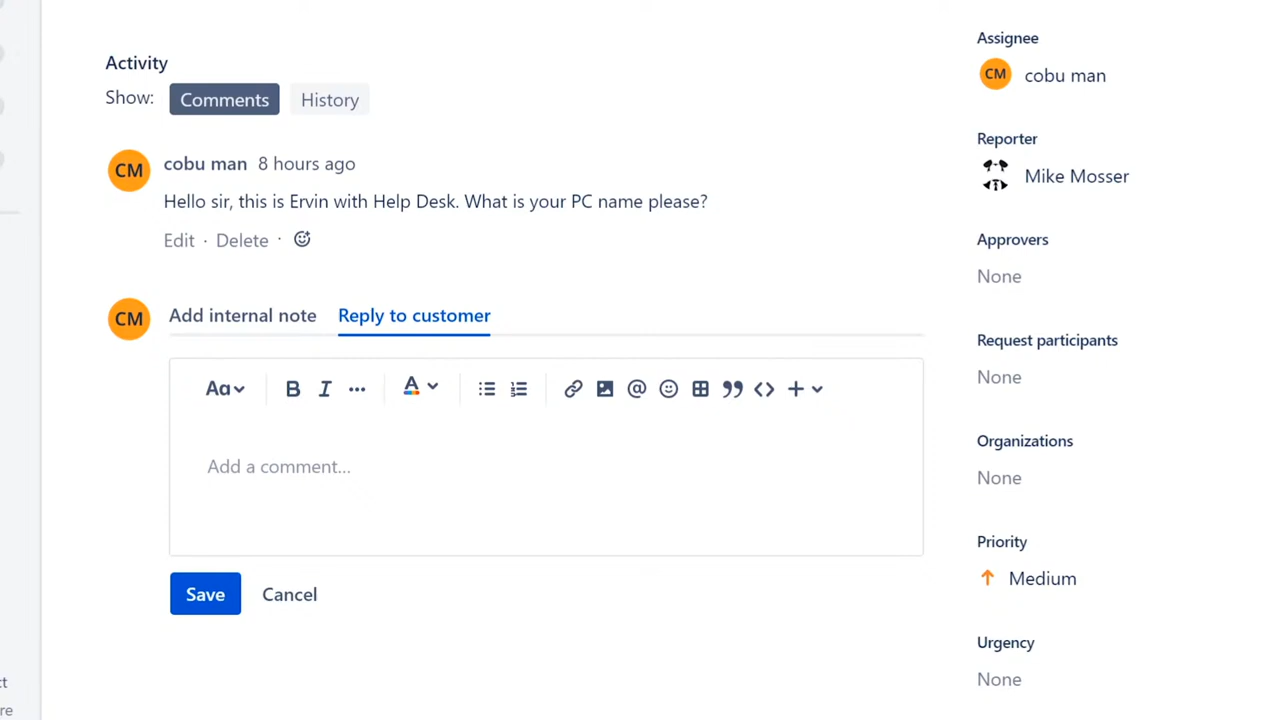 Activity
Show: Comments History
CM cobu man 8 hours ago
Hello sir, this is Ervin with Help Desk. What is your PC name please?
Edit · Delete ·
CM Add internal note Reply to customer
Aa B I ... A @ + 
Add a comment...
Save Cancel
Assignee
CM cobu man
Reporter
Mike Mosser
Approvers
None
Request participants
None
Organizations
None
Priority
Medium
Urgency
None
ct
re